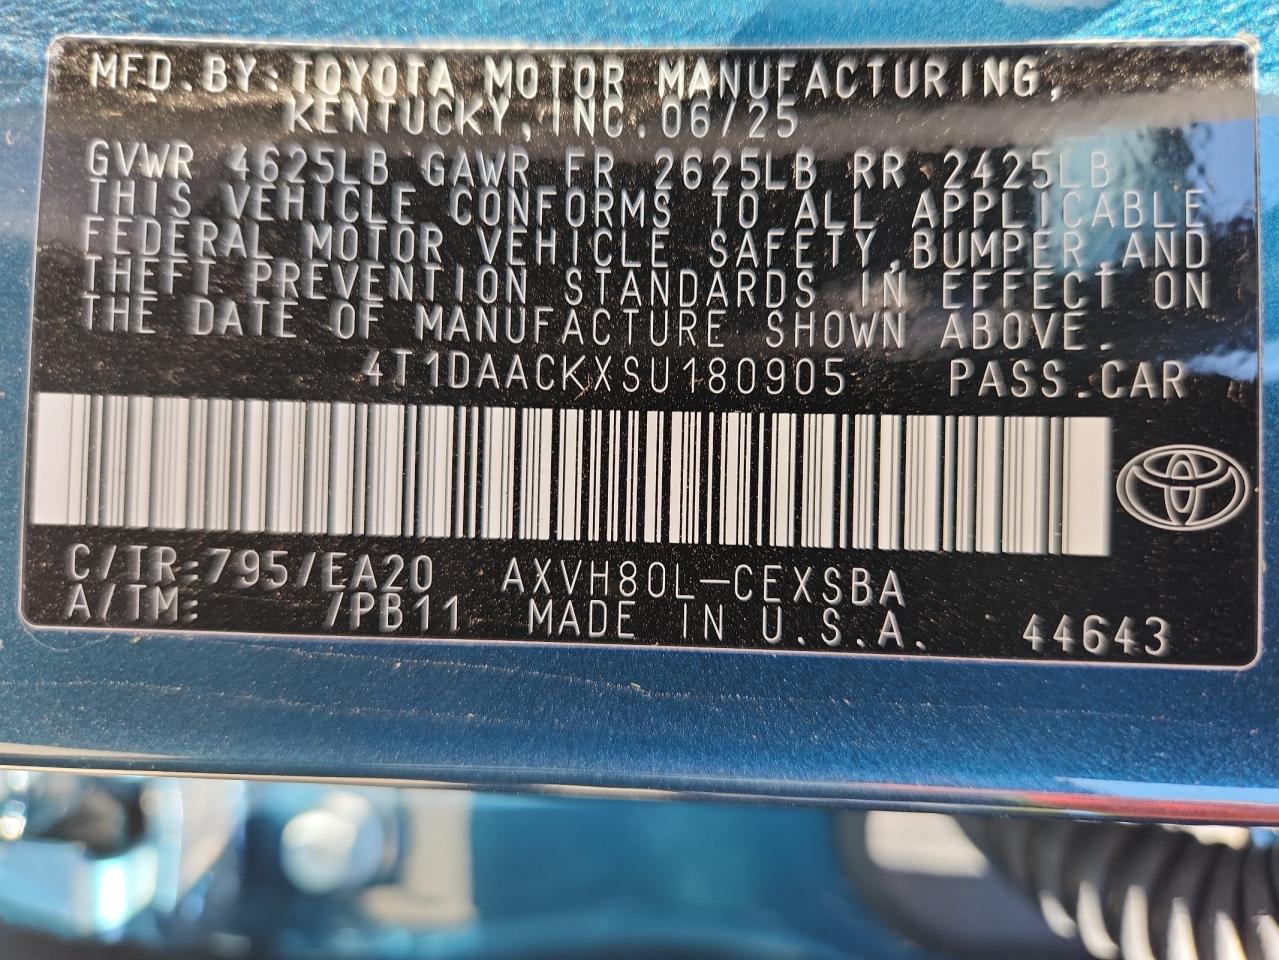 MFD.BY:TOYOTA MOTOR MANUFACTURING,
KENTUCKY,INC.06/25
GVWR 4625LB GAWR FR 2625LB RR 2425LB
THIS VEHICLE CONFORMS TO ALL APPLICABLE
FEDERAL MOTOR VEHICLE SAFETY,BUMPER,AND
THEFT PREVENTION STANDARDS IN EFFECT ON
THE DATE OF MANUFACTURE SHOWN ABOVE.
4T1DAACKXSU180905 PASS.CAR
C/TR:795/EA20 AXVH80L-CEXSBA
A/TM: /PB11 MADE IN U.S.A. 44643